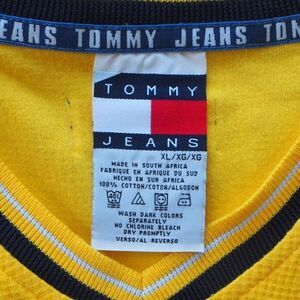 EANS TOMMY JEANS TOM
TOMMY
JEANS
XL/XG/XG
MADE IN SOUTH AFRICA
FABRIQUE EN AFRIQUE DU SUD
HECHO EN SUR AFRICA
100% COTTON/COTON/ALGODON
WASH DARK COLORS
SEPARATELY
NO CHLORINE BLEACH
DRY PROMPTLY
VERSO/AL REVERSO